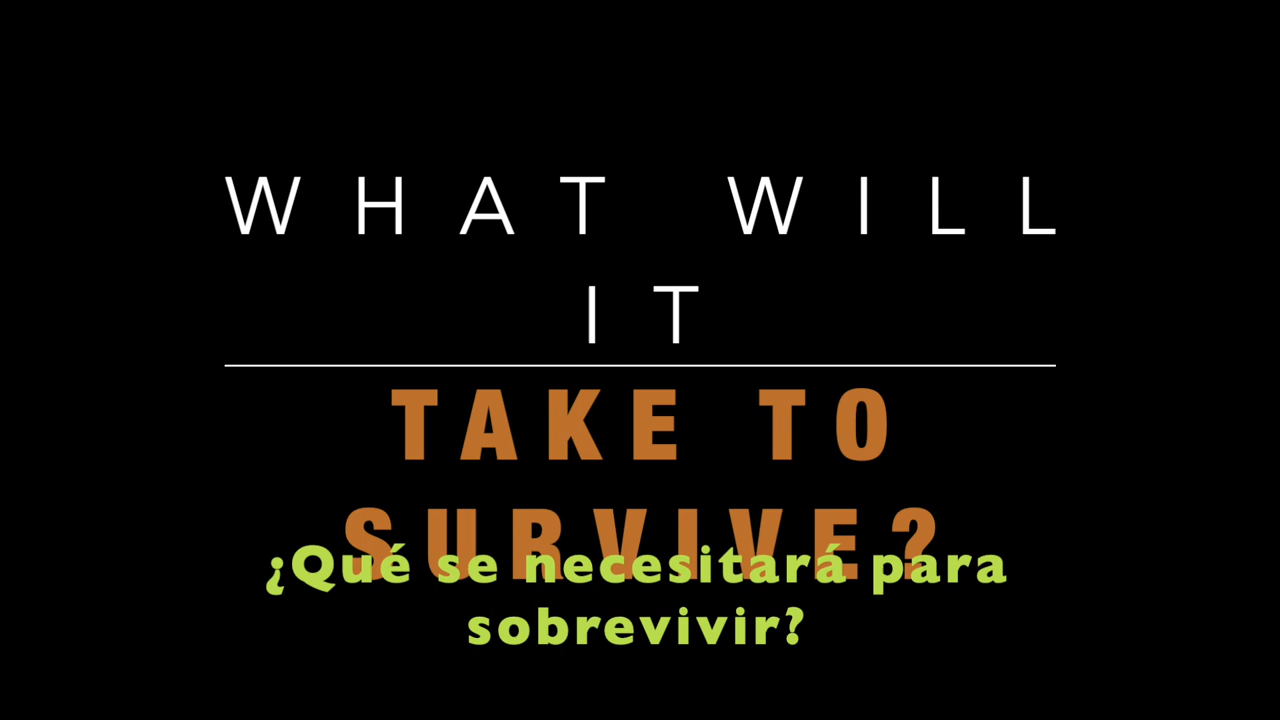 WHAT WILL
IT
TAKE TO
SURVIVE?
¿Qué se necesitará para
sobrevivir?